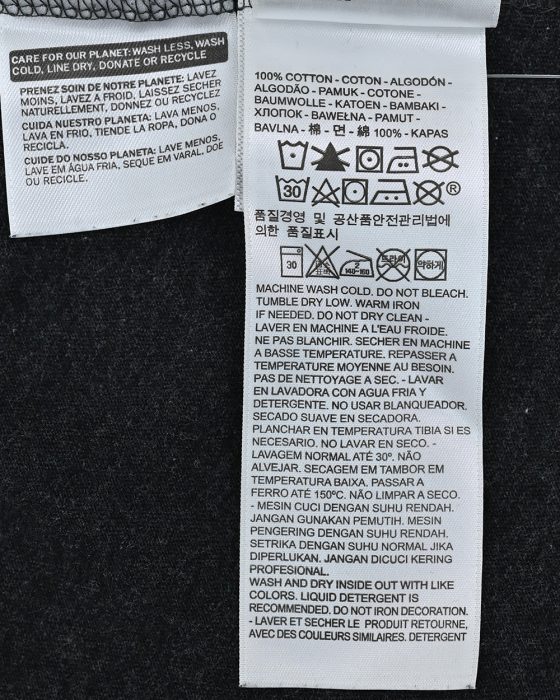 CARE FOR OUR PLANET: WASH LESS, WASH
COLD, LINE DRY, DONATE OR RECYCLE
PRENEZ SOIN DE NOTRE PLANETE: LAVEZ
MOINS, LAVEZ A FROID, LAISSEZ SECHER
NATURELLEMENT, DONNEZ OU RECYCLEZ
CUIDA NUESTRO PLANETA: LAVA MENOS,
LAVA EN FRIO, TIENDE LA ROPA, DONA O
RECICLA.
CUIDE DO NOSSO PLANETA: LAVE MENOS,
LAVE EM ÁGUA FRIA, SEQUE EM VARAL, DOE
OU RECICLE.
100% COTTON - COTON - ALGODÓN -
ALGODÃO - PAMUK - COTONE -
BAUMWOLLE - KATOEN - BAMBAKI -
ХЛОПОК - BAWEŁNA - PAMUT -
BAVLNA - 棉 - 면 - 綿 100% - KAPAS
30 ®
품질경영 및 공산품안전관리법에
의한 품질표시
30 2 140-160 드라이 약하게
MACHINE WASH COLD. DO NOT BLEACH.
TUMBLE DRY LOW. WARM IRON
IF NEEDED. DO NOT DRY CLEAN -
LAVER EN MACHINE A L'EAU FROIDE.
NE PAS BLANCHIR. SECHER EN MACHINE
A BASSE TEMPERATURE. REPASSER A
TEMPERATURE MOYENNE AU BESOIN.
PAS DE NETTOYAGE A SEC. - LAVAR
EN LAVADORA CON AGUA FRIA Y
DETERGENTE. NO USAR BLANQUEADOR.
SECADO SUAVE EN SECADORA.
PLANCHAR EN TEMPERATURA TIBIA SI ES
NECESARIO. NO LAVAR EN SECO. -
LAVAGEM NORMAL ATÉ 30º. NÃO
ALVEJAR. SECAGEM EM TAMBOR EM
TEMPERATURA BAIXA. PASSAR A
FERRO ATÉ 150ºC. NÃO LIMPAR A SECO.
- MESIN CUCI DENGAN SUHU RENDAH.
JANGAN GUNAKAN PEMUTIH. MESIN
PENGERING DENGAN SUHU RENDAH.
SETRIKA DENGAN SUHU NORMAL JIKA
DIPERLUKAN. JANGAN DICUCI KERING
PROFESIONAL.
WASH AND DRY INSIDE OUT WITH LIKE
COLORS. LIQUID DETERGENT IS
RECOMMENDED. DO NOT IRON DECORATION.
- LAVER ET SECHER LE PRODUIT RETOURNE,
AVEC DES COULEURS SIMILAIRES. DETERGENT